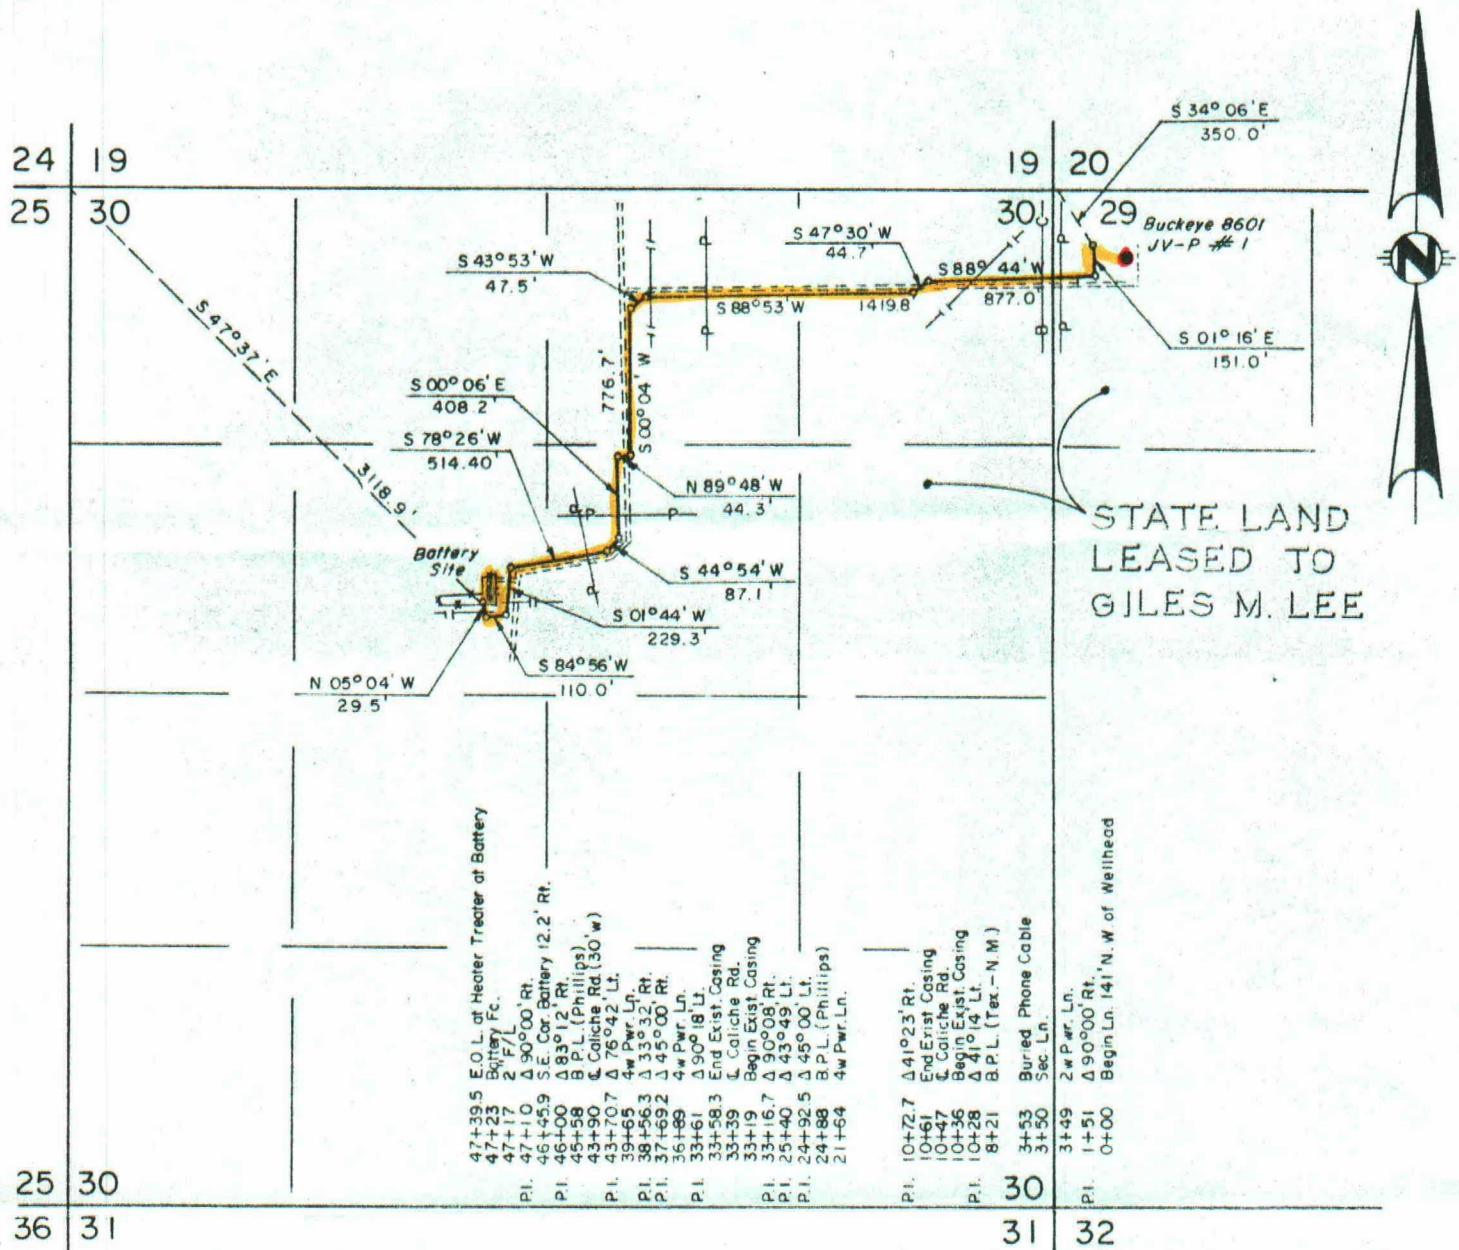 24 19
25 30
19 20
30 29
S 34° 06' E
350.0'
Buckeye 8601
JV-P #1
N
S 47° 30' W
44.7'
S 43° 53' W
47.5'
S 88° 44' W
877.0'
S 88° 53' W
1419.8
S 01° 16' E
151.0'
S 47° 37' E
3118.9
776.7'
S 00° 04' W
S 00° 06' E
408.2'
S 78° 26' W
514.40'
N 89° 48' W
44.3'
Battery
Site
S 44° 54' W
87.1'
S 01° 44' W
229.3'
S 84° 56' W
110.0'
N 05° 04' W
29.5'
STATE LAND
LEASED TO
GILES M. LEE
47+39.5 E.O.L. at Heater Treater at Battery
47+23 Battery Fc.
47+17 2" F/L
P.I. 47+10 Δ 90°00' Rt.
46+45.9 S.E. Cor. Battery 12.2' Rt.
P.I. 46+00 Δ 83°12' Rt.
45+58 B.P.L. (Phillips)
43+90 ℄ Caliche Rd. (30' w)
P.I. 43+70.7 Δ 76°42' Lt.
39+65 4w Pwr. Ln.
P.I. 38+56.3 Δ 33°32' Rt.
P.I. 37+69.2 Δ 45°00' Rt.
36+89 4w Pwr. Ln.
P.I. 33+61 Δ 90°18' Lt.
33+58.3 End Exist. Casing
33+39 ℄ Caliche Rd.
33+19 Begin Exist. Casing
P.I. 33+16.7 Δ 90°08' Rt.
P.I. 25+40 Δ 43°49' Lt.
P.I. 24+92.5 Δ 45°00' Lt.
24+88 B.P.L. (Phillips)
21+64 4w Pwr. Ln.
P.I. 10+72.7 Δ 41°23' Rt.
10+61 End Exist Casing
10+47 ℄ Caliche Rd.
10+36 Begin Exist. Casing
P.I. 10+28 Δ 41°14' Lt.
8+21 B.P.L. (Tex.-N.M.)
3+53 Buried Phone Cable
3+50 Sec. Ln.
1+49 2w Pwr. Ln.
P.I. 1+51 Δ 90°00' Rt.
0+00 Begin Ln. 141' N.W. of Wellhead
25 30
36 31
30
31 32